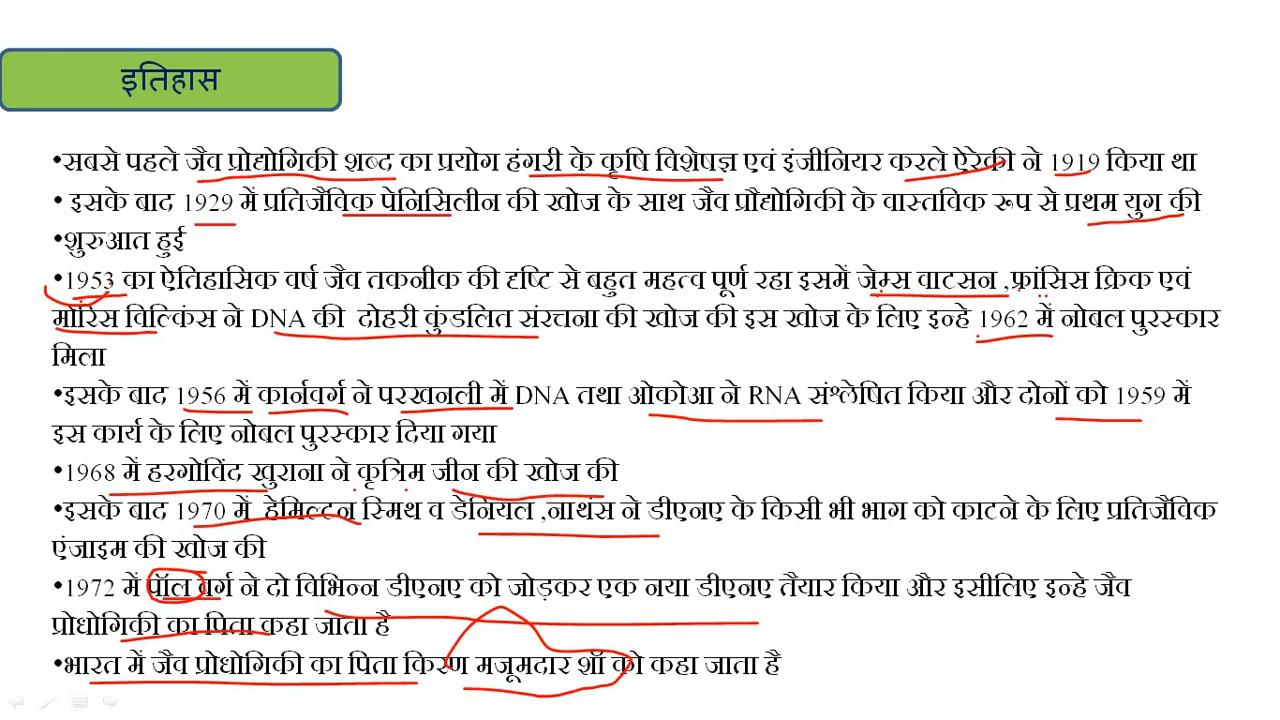 इतिहास
•सबसे पहले जैव प्रोद्योगिकी शब्द का प्रयोग हंगरी के कृषि विशेषज्ञ एवं इंजीनियर करले ऐरेकी ने 1919 किया था
• इसके बाद 1929 में प्रतिजैविक पेनिसिलीन की खोज के साथ जैव प्रौद्योगिकी के वास्तविक रूप से प्रथम युग की
•शुरुआत हुई
•1953 का ऐतिहासिक वर्ष जैव तकनीक की दृष्टि से बहुत महत्व पूर्ण रहा इसमें जेम्स वाटसन ,फ्रांसिस क्रिक एवं
मोरिस विल्किंस ने DNA की दोहरी कुंडलित संरचना की खोज की इस खोज के लिए इन्हे 1962 में नोबल पुरस्कार
मिला
•इसके बाद 1956 में कार्नवर्ग ने परखनली में DNA तथा ओकोआ ने RNA संश्लेषित किया और दोनों को 1959 में
इस कार्य के लिए नोबल पुरस्कार दिया गया
•1968 में हरगोविंद खुराना ने कृत्रिम जीन की खोज की
•इसके बाद 1970 में हेमिल्टन स्मिथ व डेनियल ,नाथंस ने डीएनए के किसी भी भाग को काटने के लिए प्रतिजैविक
एंजाइम की खोज की
•1972 में पॉल बर्ग ने दो विभिन्न डीएनए को जोड़कर एक नया डीएनए तैयार किया और इसीलिए इन्हे जैव
प्रोधोगिकी का पिता कहा जाता है
•भारत में जैव प्रोधोगिकी का पिता किरण मजूमदार शॉ को कहा जाता है